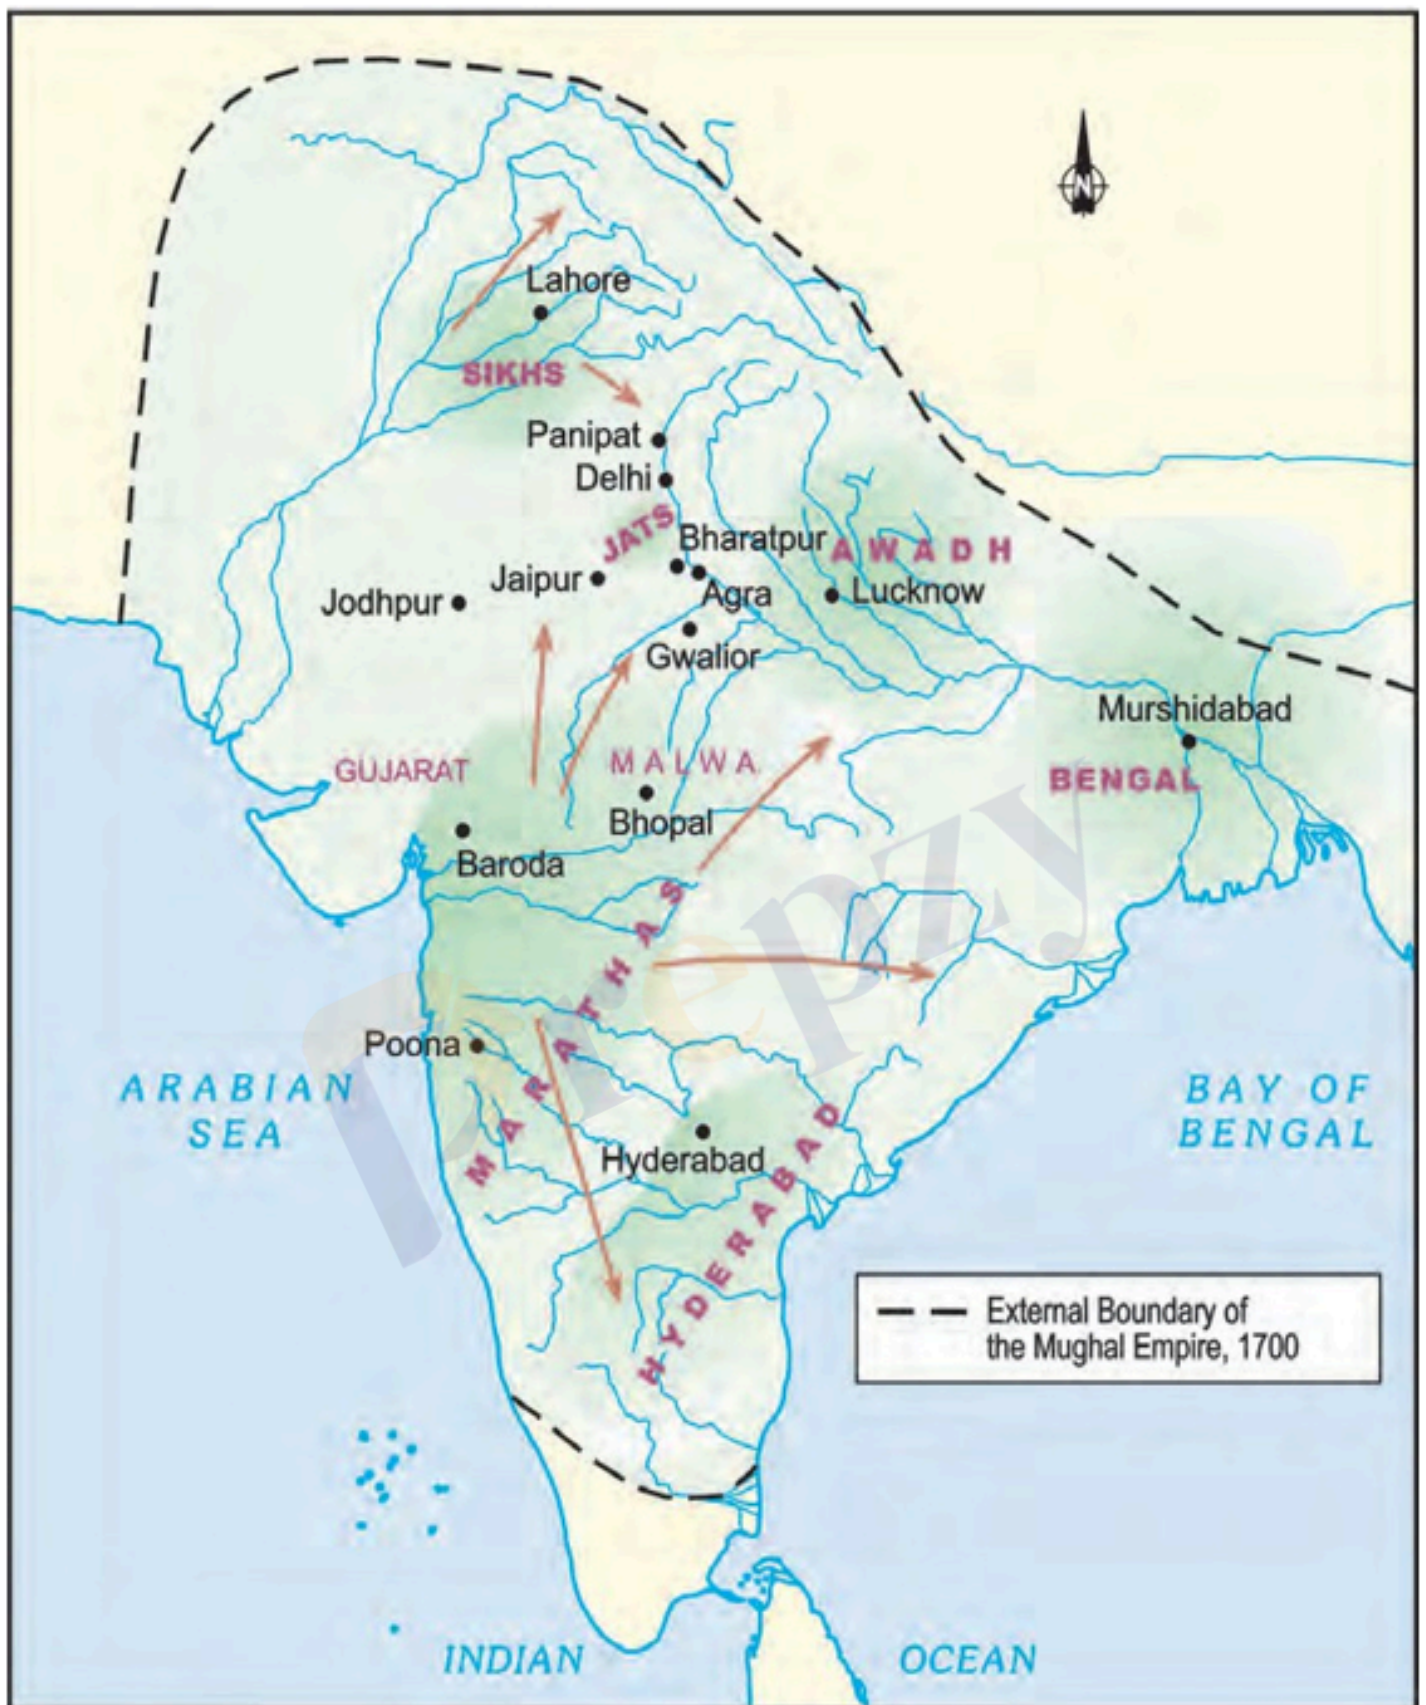 N
Lahore
SIKHS
Panipat
Delhi
JATS
Bharatpur
AWADH
Jaipur
Agra
Lucknow
Jodhpur
Gwalior
Murshidabad
GUJARAT
MALWA
BENGAL
Bhopal
Baroda
MARATHAS
Poona
ARABIAN
SEA
BAY OF
BENGAL
Hyderabad
HYDERABAD
External Boundary of
the Mughal Empire, 1700
INDIAN
OCEAN
Prepzy